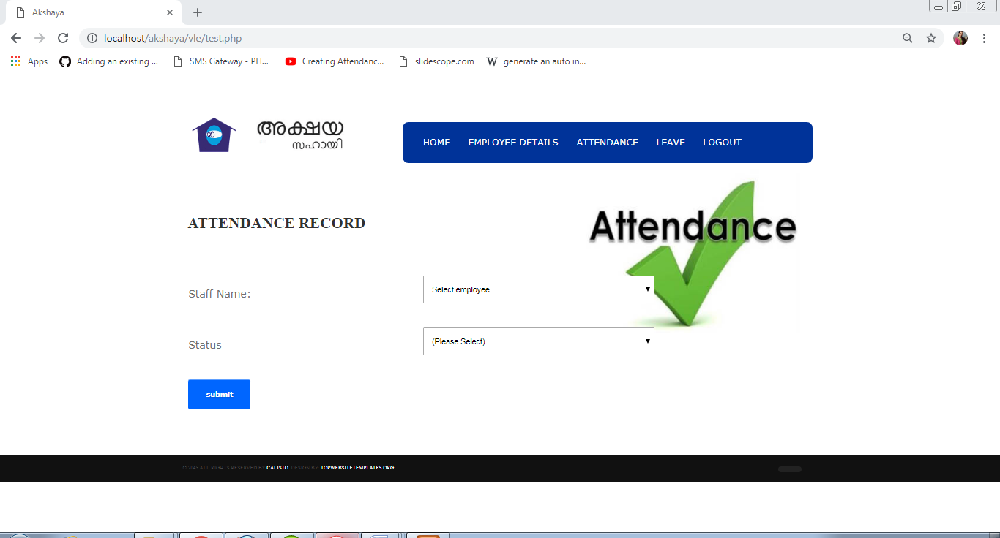 Akshaya
localhost/akshaya/vle/test.php
Apps Adding an existing ... SMS Gateway - PH... Creating Attendanc... slidescope.com W generate an auto in...
അക്ഷയ
സഹായി
HOME EMPLOYEE DETAILS ATTENDANCE LEAVE LOGOUT
Attendance
ATTENDANCE RECORD
Staff Name: Select employee
Status (Please Select)
submit
ALL RIGHTS RESERVED BY CALISTO. DESIGN BY TOPWEBSITETEMPLATES.ORG